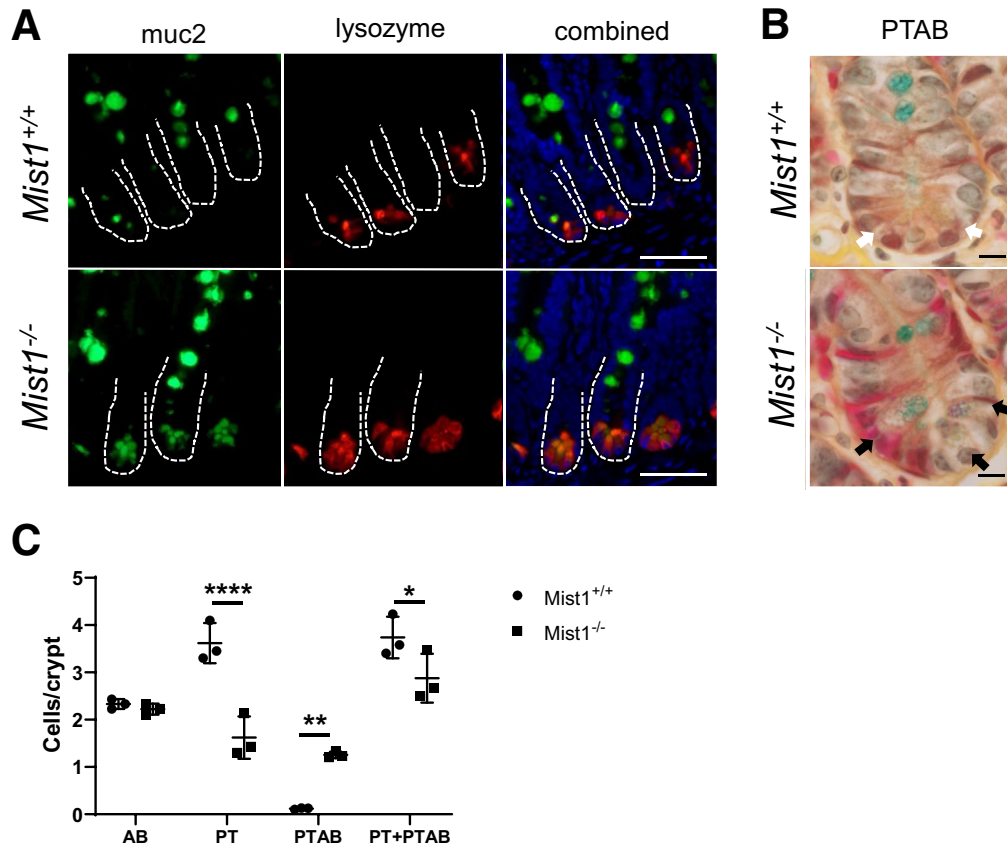 A
muc2
lysozyme
combined
B
PTAB
Mist1+/+
Mist1+/+
Mist1-/-
Mist1-/-
C
Cells/crypt
5
4
3
2
1
0
****
**
*
Mist1+/+
Mist1-/-
AB
PT
PTAB
PT+PTAB